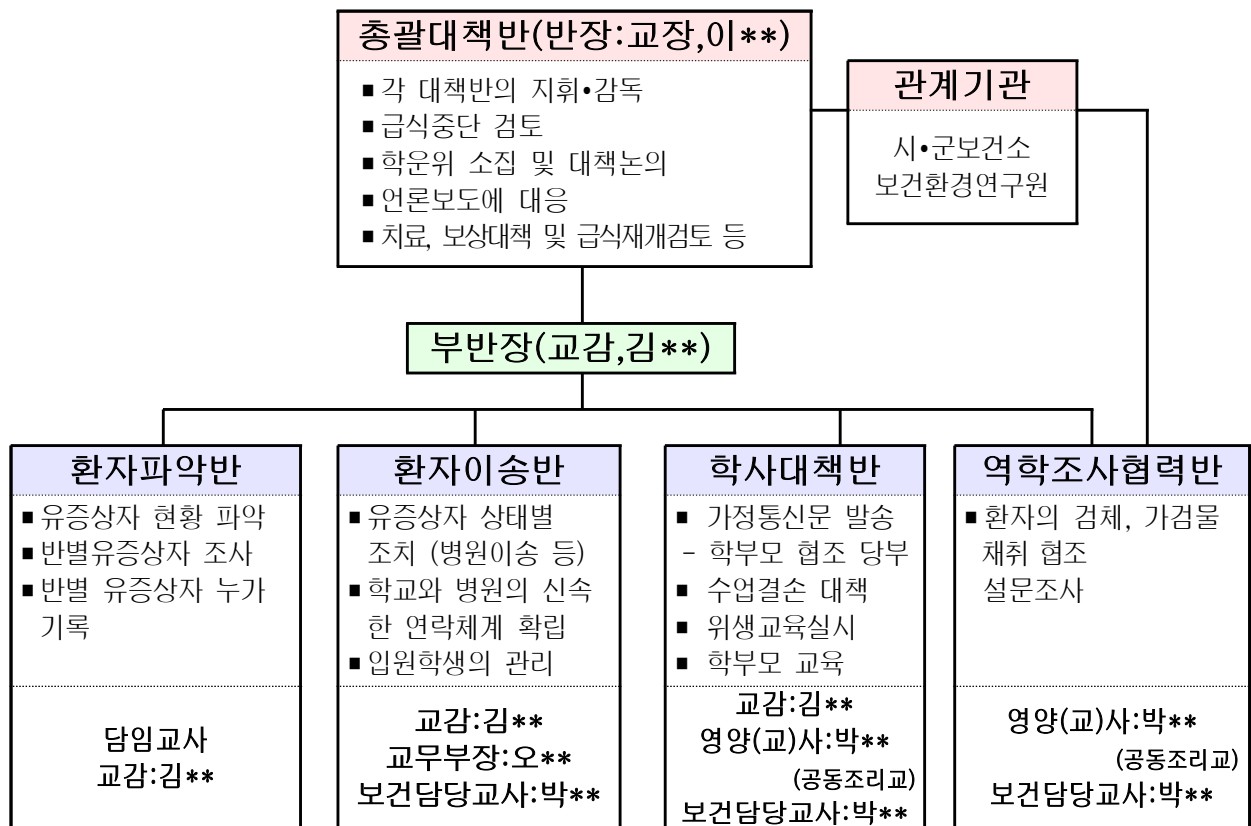 총괄대책반(반장:교장,이**)
■ 각 대책반의 지휘•감독
■ 급식중단 검토
■ 학운위 소집 및 대책논의
■ 언론보도에 대응
■ 치료, 보상대책 및 급식재개검토 등
관계기관
시•군보건소
보건환경연구원
부반장(교감,김**)
환자파악반
■ 유증상자 현황 파악
■ 반별유증상자 조사
■ 반별 유증상자 누가
기록
담임교사
교감:김**
환자이송반
■ 유증상자 상태별
조치 (병원이송 등)
■ 학교와 병원의 신속
한 연락체계 확립
■ 입원학생의 관리
교감:김**
교무부장:오**
보건담당교사:박**
학사대책반
■ 가정통신문 발송
- 학부모 협조 당부
■ 수업결손 대책
■ 위생교육실시
■ 학부모 교육
교감:김**
영양(교)사:박**
(공동조리교)
보건담당교사:박**
역학조사협력반
■ 환자의 검체, 가검물
채취 협조
설문조사
영양(교)사:박**
(공동조리교)
보건담당교사:박**